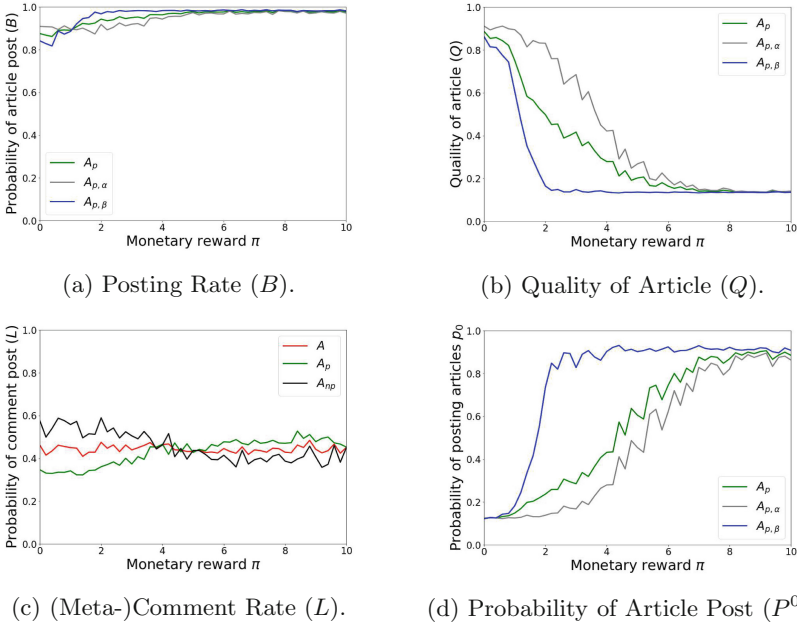 Probability of article post (B)
1.0
0.8
0.6
0.4
0.2
0.0
A_p
A_{p,α}
A_{p,β}
0 2 4 6 8 10
Monetary reward π
(a) Posting Rate (B).
Quaility of article (Q)
1.0
0.8
0.6
0.4
0.2
0.0
A_p
A_{p,α}
A_{p,β}
0 2 4 6 8 10
Monetary reward π
(b) Quality of Article (Q).
Probability of comment post (L)
1.0
0.8
0.6
0.4
0.2
0.0
A
A_p
A_{np}
0 2 4 6 8 10
Monetary reward π
(c) (Meta-)Comment Rate (L).
Probability of posting articles p_0
1.0
0.8
0.6
0.4
0.2
0.0
A_p
A_{p,α}
A_{p,β}
0 2 4 6 8 10
Monetary reward π
(d) Probability of Article Post (P^0